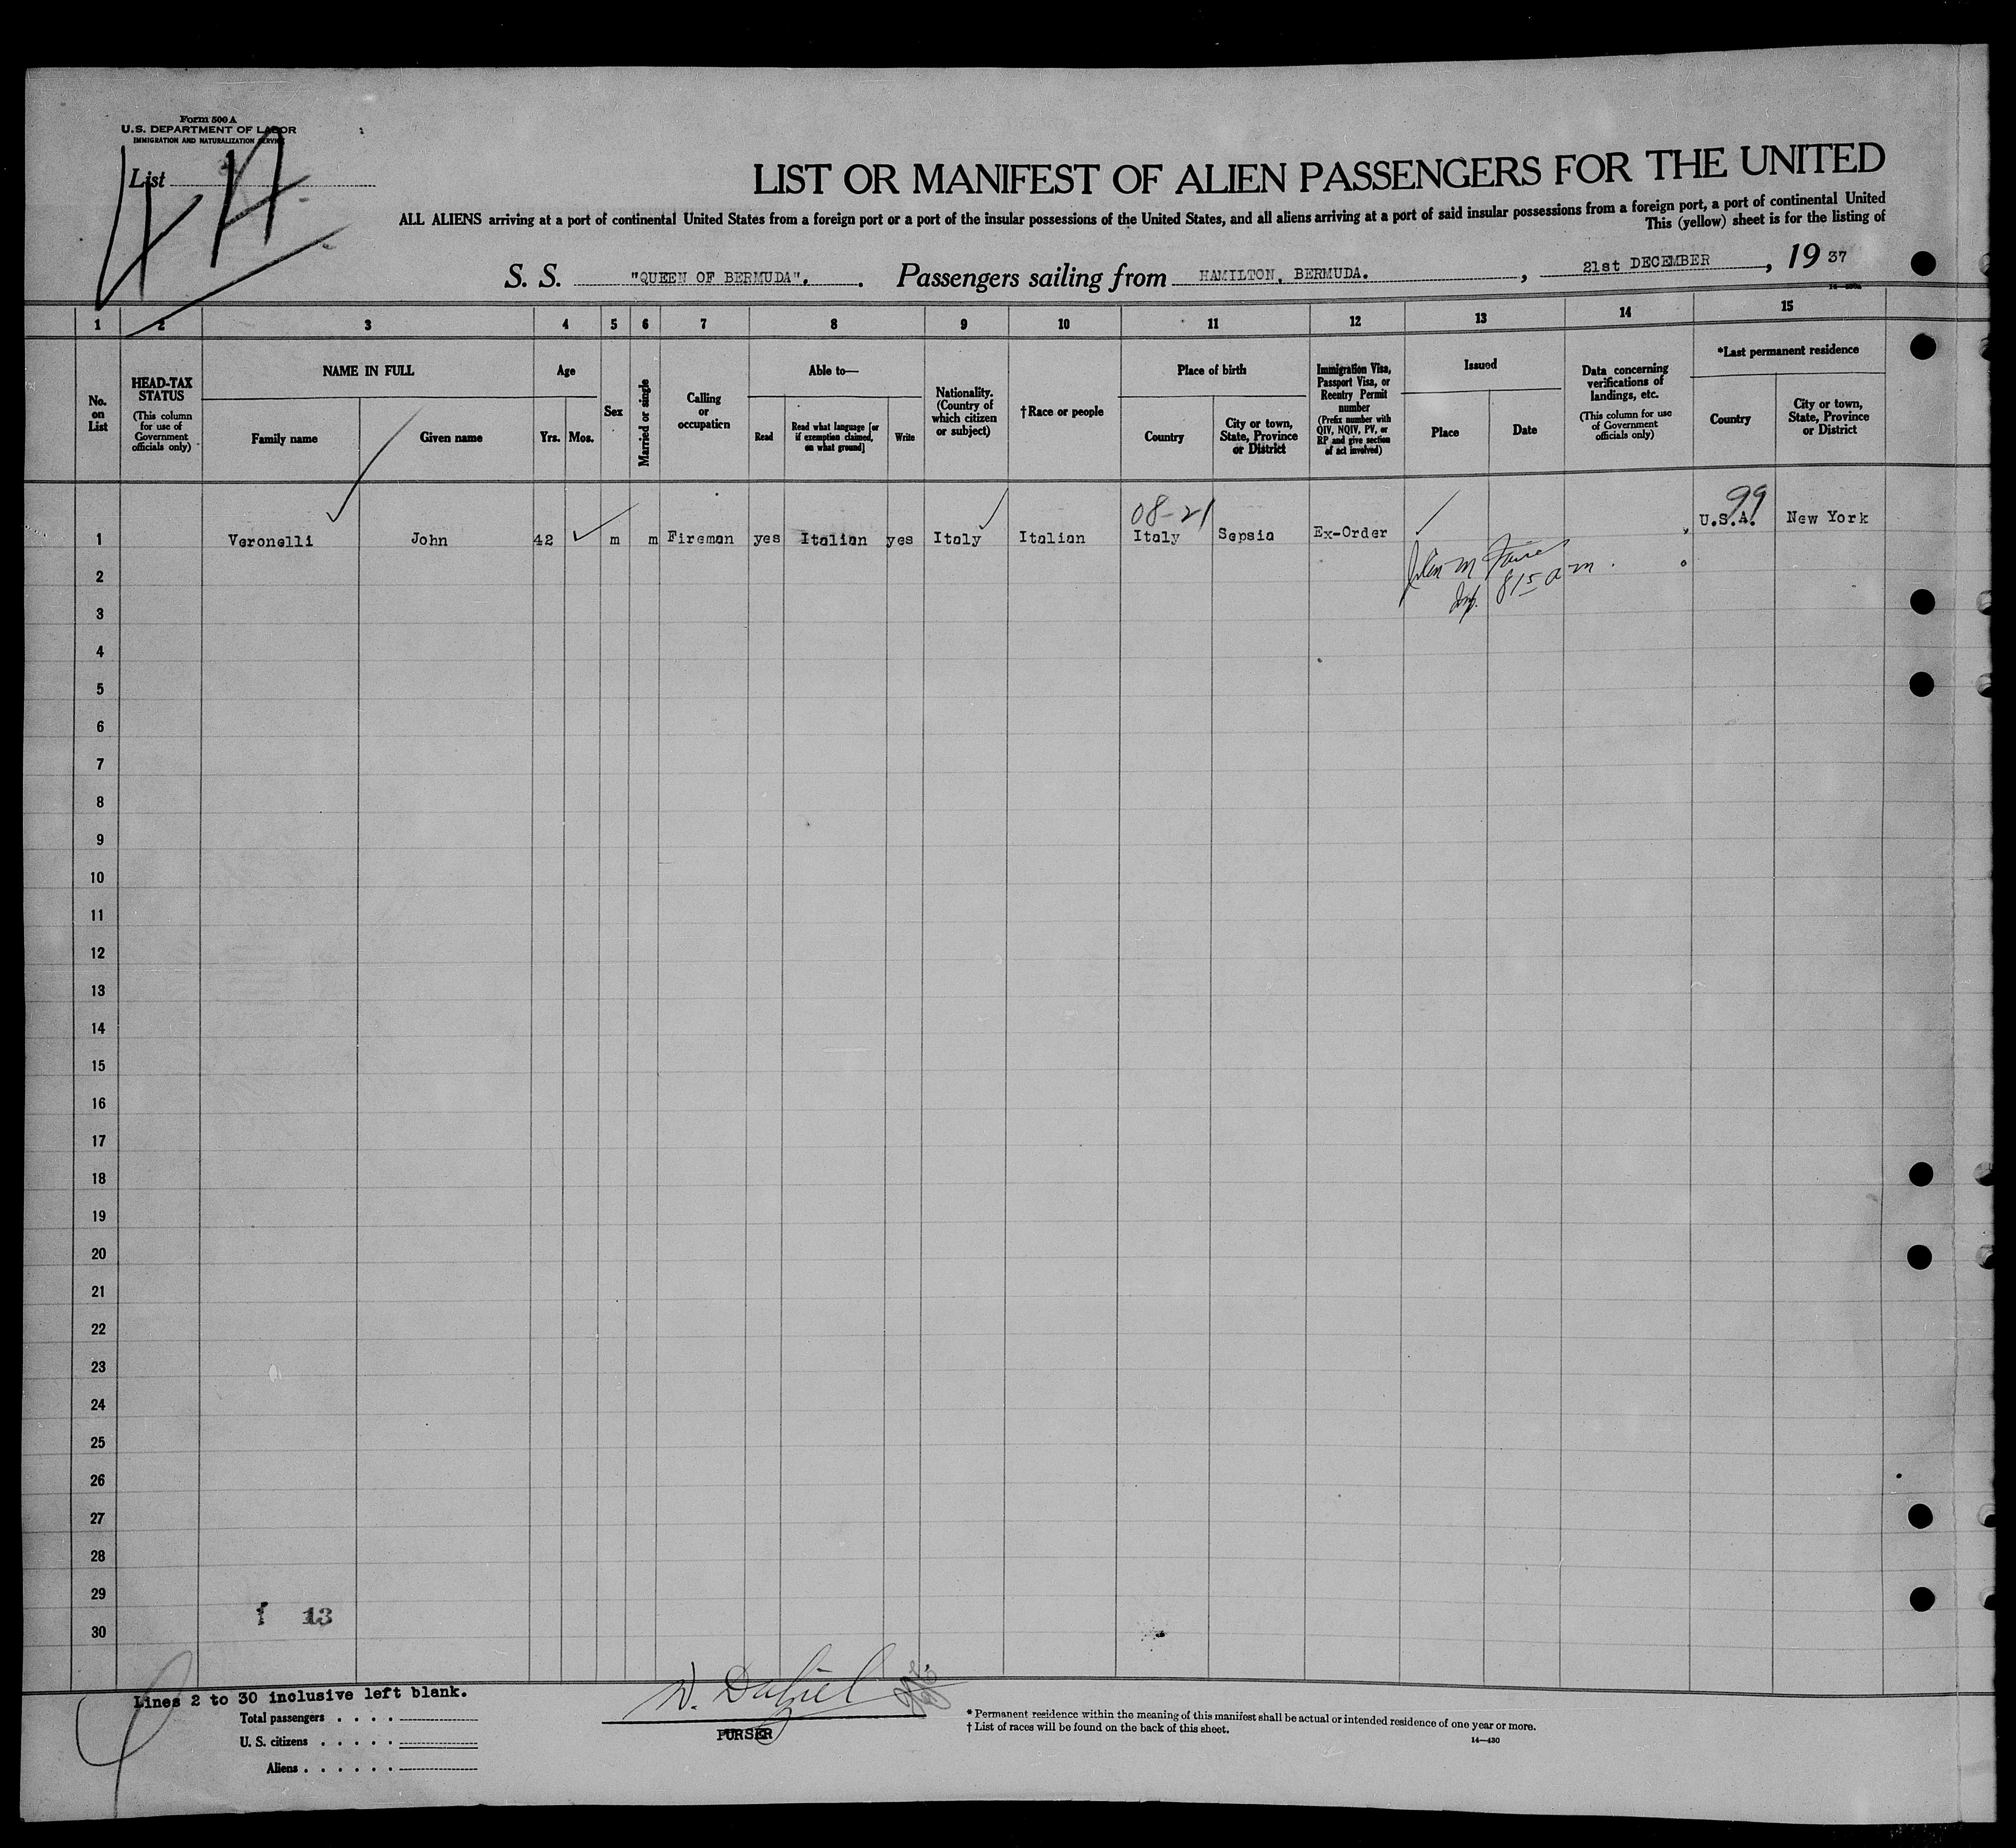 Form 500 A
U.S. DEPARTMENT OF LABOR
IMMIGRATION AND NATURALIZATION SERVICE
List
LIST OR MANIFEST OF ALIEN PASSENGERS FOR THE UNITED
ALL ALIENS arriving at a port of continental United States from a foreign port or a port of the insular possessions of the United States, and all aliens arriving at a port of said insular possessions from a foreign port, a port of continental United
This (yellow) sheet is for the listing of
S. S. "QUEEN OF BERMUDA". . Passengers sailing from HAMILTON, BERMUDA. , 21st DECEMBER , 19 37
1 2 3 4 5 6 7 8 9 10 11 12 13 14 15
No. on List
HEAD-TAX STATUS
(This column for use of Government officials only)
NAME IN FULL
Family name
Given name
Age
Yrs.
Mos.
Sex
Married or single
Calling or occupation
Able to—
Read
Read what language [or if exemption claimed, on what ground]
Write
Nationality. (Country of which citizen or subject)
†Race or people
Place of birth
Country
City or town, State, Province or District
Immigration Visa, Passport Visa, or Reentry Permit number
(Prefix number with QIV, NQIV, PV, or RP and give section of act involved)
Issued
Place
Date
Data concerning verifications of landings, etc.
(This column for use of Government officials only)
*Last permanent residence
Country
City or town, State, Province or District
08-21
99
1 Veronelli John 42 m m Fireman yes Italian yes Italy Italian Italy Sepsia Ex-Order U.S.A. New York
2
815 am
3
4
5
6
7
8
9
10
11
12
13
14
15
16
17
18
19
20
21
22
23
24
25
26
27
28
29
13
30
Lines 2 to 30 inclusive left blank.
Total passengers . . . .
U. S. citizens . . . . .
Aliens . . . . . .
PURSER
* Permanent residence within the meaning of this manifest shall be actual or intended residence of one year or more.
† List of races will be found on the back of this sheet.
14—430